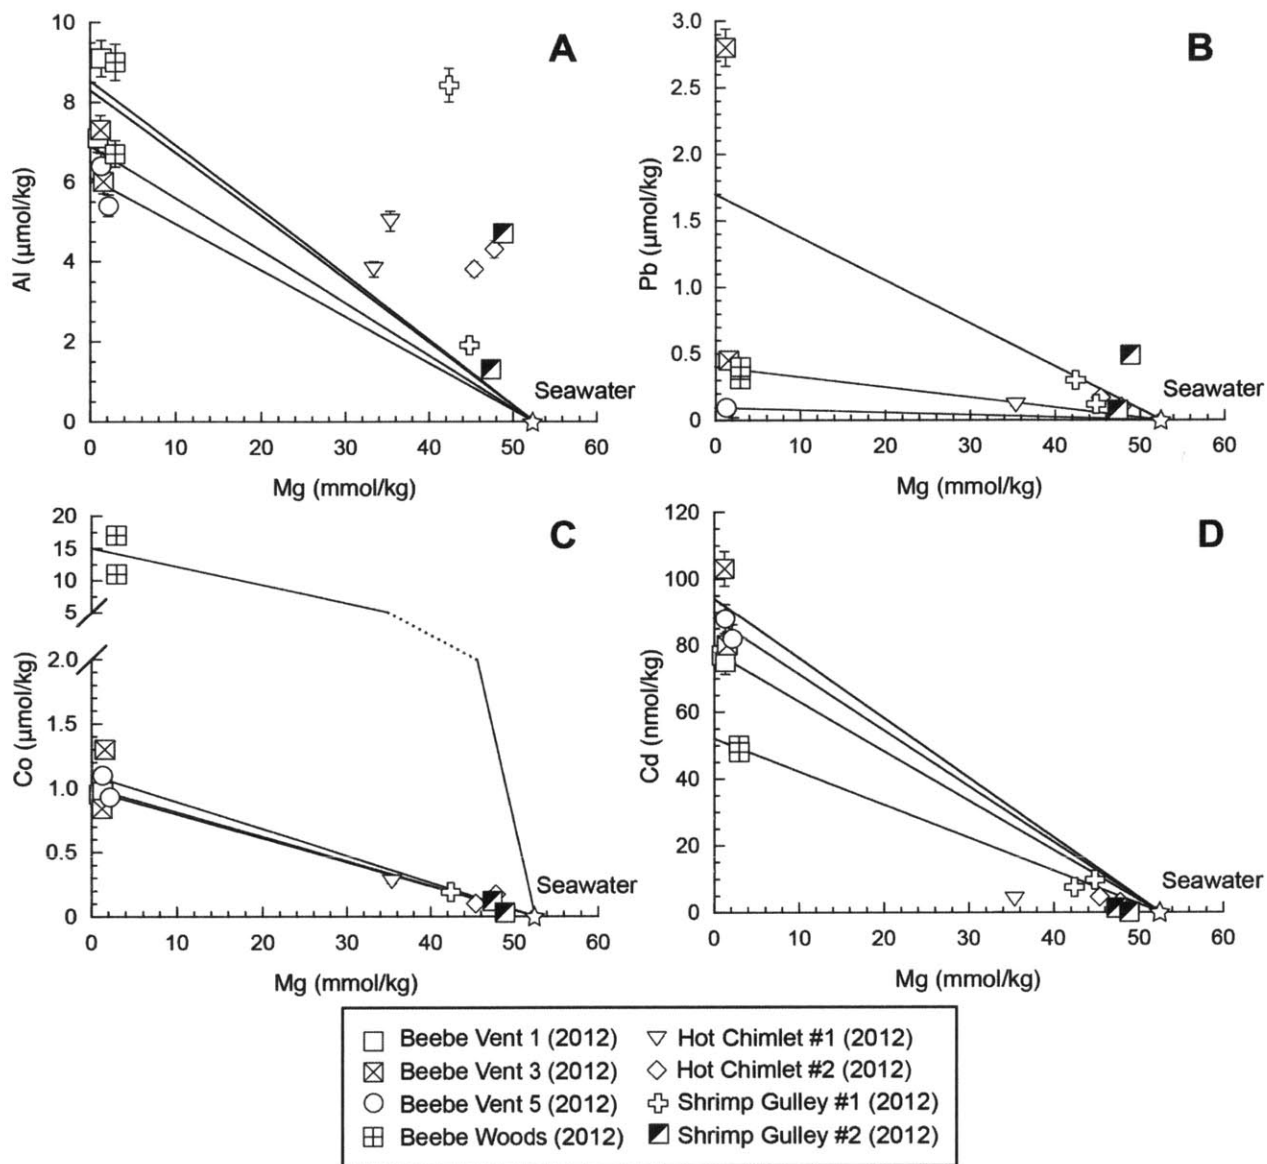 A
10
8
6
4
2
0
Al (µmol/kg)
Seawater
0 10 20 30 40 50 60
Mg (mmol/kg)
B
3.0
2.5
2.0
1.5
1.0
0.5
0
Pb (µmol/kg)
Seawater
0 10 20 30 40 50 60
Mg (mmol/kg)
C
20
15
10
5
2.0
1.5
1.0
0.5
0
Co (µmol/kg)
Seawater
0 10 20 30 40 50 60
Mg (mmol/kg)
D
120
100
80
60
40
20
0
Cd (nmol/kg)
Seawater
0 10 20 30 40 50 60
Mg (mmol/kg)
Beebe Vent 1 (2012)
Beebe Vent 3 (2012)
Beebe Vent 5 (2012)
Beebe Woods (2012)
Hot Chimlet #1 (2012)
Hot Chimlet #2 (2012)
Shrimp Gulley #1 (2012)
Shrimp Gulley #2 (2012)